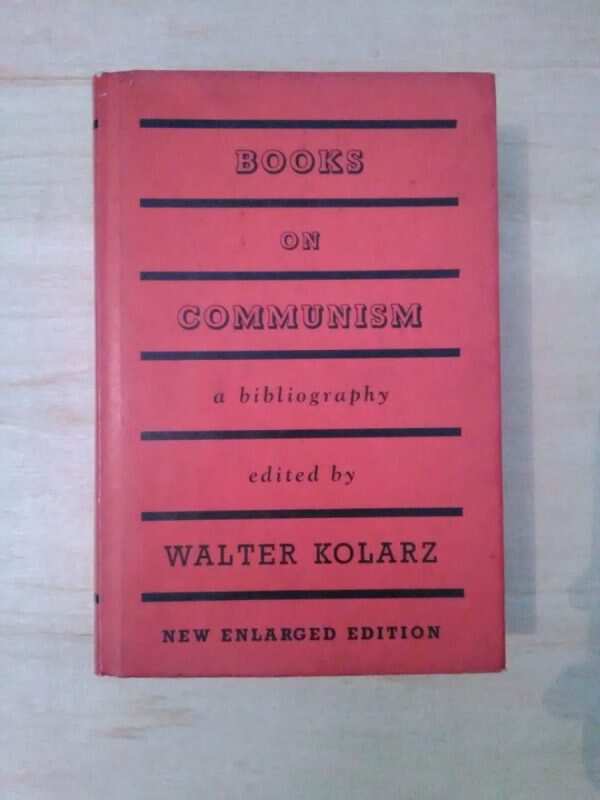 BOOKS
ON
COMMUNISM
a bibliography
edited by
WALTER KOLARZ
NEW ENLARGED EDITION